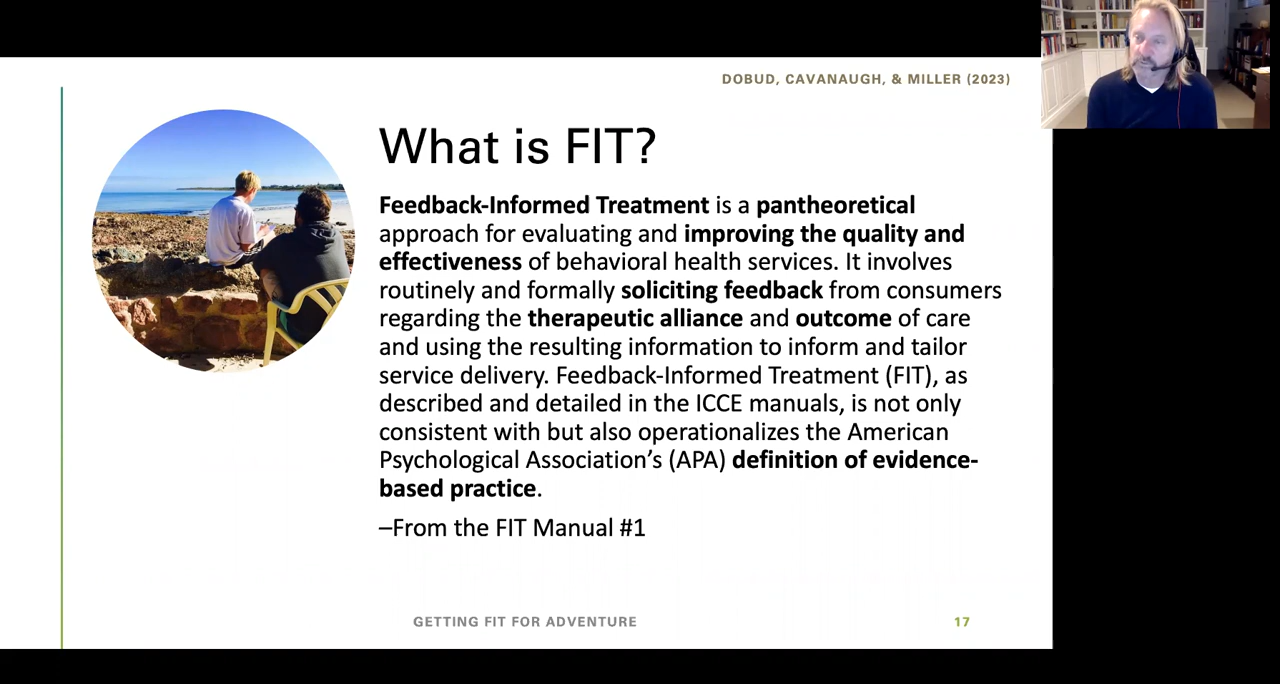 DOBUD, CAVANAUGH, & MILLER (2023)
What is FIT?
Feedback-Informed Treatment is a pantheoretical
approach for evaluating and improving the quality and
effectiveness of behavioral health services. It involves
routinely and formally soliciting feedback from consumers
regarding the therapeutic alliance and outcome of care
and using the resulting information to inform and tailor
service delivery. Feedback-Informed Treatment (FIT), as
described and detailed in the ICCE manuals, is not only
consistent with but also operationalizes the American
Psychological Association’s (APA) definition of evidence-
based practice.
–From the FIT Manual #1
GETTING FIT FOR ADVENTURE
17